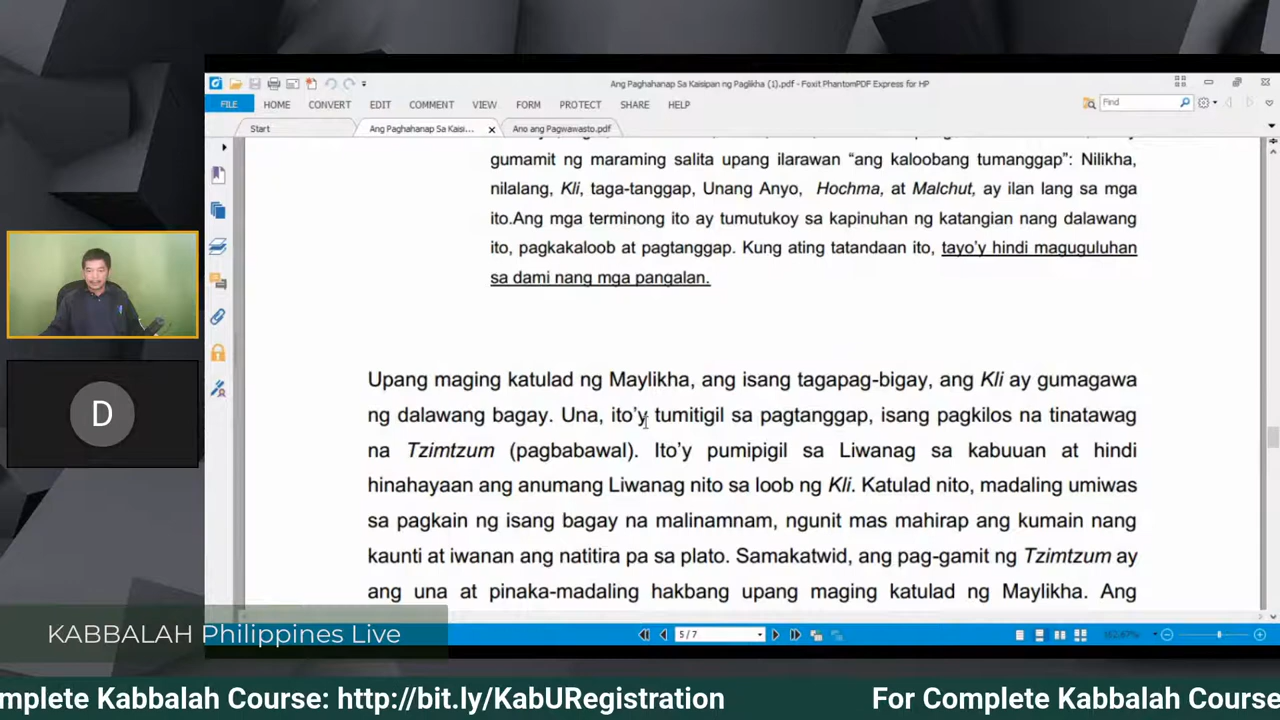 Ang Paghahanap Sa Kaisipan ng Paglikha (1).pdf - Foxit PhantomPDF Express for HP
FILE HOME CONVERT EDIT COMMENT VIEW FORM PROTECT SHARE HELP Find
Start Ang Paghahanap Sa Kaisi... Ano ang Pagwawasto.pdf
gumamit ng maraming salita upang ilarawan “ang kaloobang tumanggap”: Nilikha,
nilalang, Kli, taga-tanggap, Unang Anyo, Hochma, at Malchut, ay ilan lang sa mga
ito.Ang mga terminong ito ay tumutukoy sa kapinuhan ng katangian nang dalawang
ito, pagkakaloob at pagtanggap. Kung ating tatandaan ito, tayo’y hindi maguguluhan
sa dami nang mga pangalan.
Upang maging katulad ng Maylikha, ang isang tagapag-bigay, ang Kli ay gumagawa
ng dalawang bagay. Una, ito’y tumitigil sa pagtanggap, isang pagkilos na tinatawag
na Tzimtzum (pagbabawal). Ito’y pumipigil sa Liwanag sa kabuuan at hindi
hinahayaan ang anumang Liwanag nito sa loob ng Kli. Katulad nito, madaling umiwas
sa pagkain ng isang bagay na malinamnam, ngunit mas mahirap ang kumain nang
kaunti at iwanan ang natitira pa sa plato. Samakatwid, ang pag-gamit ng Tzimtzum ay
ang una at pinaka-madaling hakbang upang maging katulad ng Maylikha. Ang
D
KABBALAH Philippines Live
5 / 7
mplete Kabbalah Course: http://bit.ly/KabURegistration For Complete Kabbalah Course